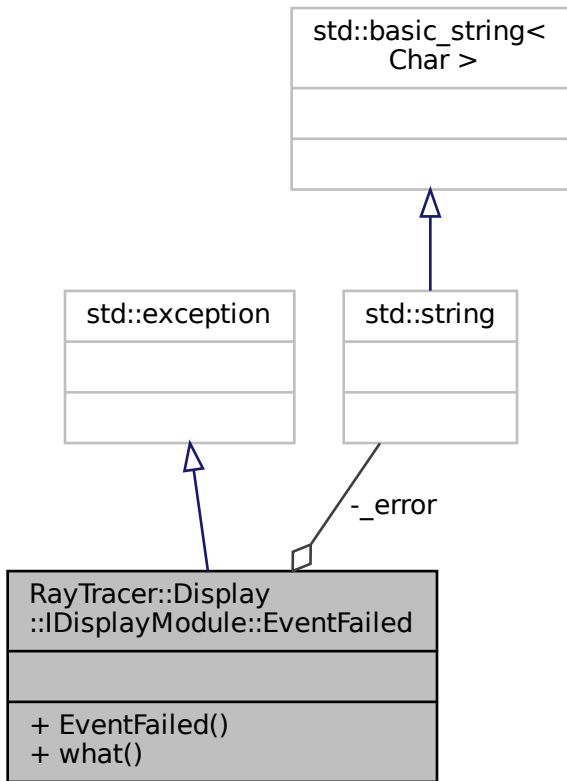 std::basic_string<
Char >
std::exception
std::string
-_error
RayTracer::Display
::IDisplayModule::EventFailed
+ EventFailed()
+ what()